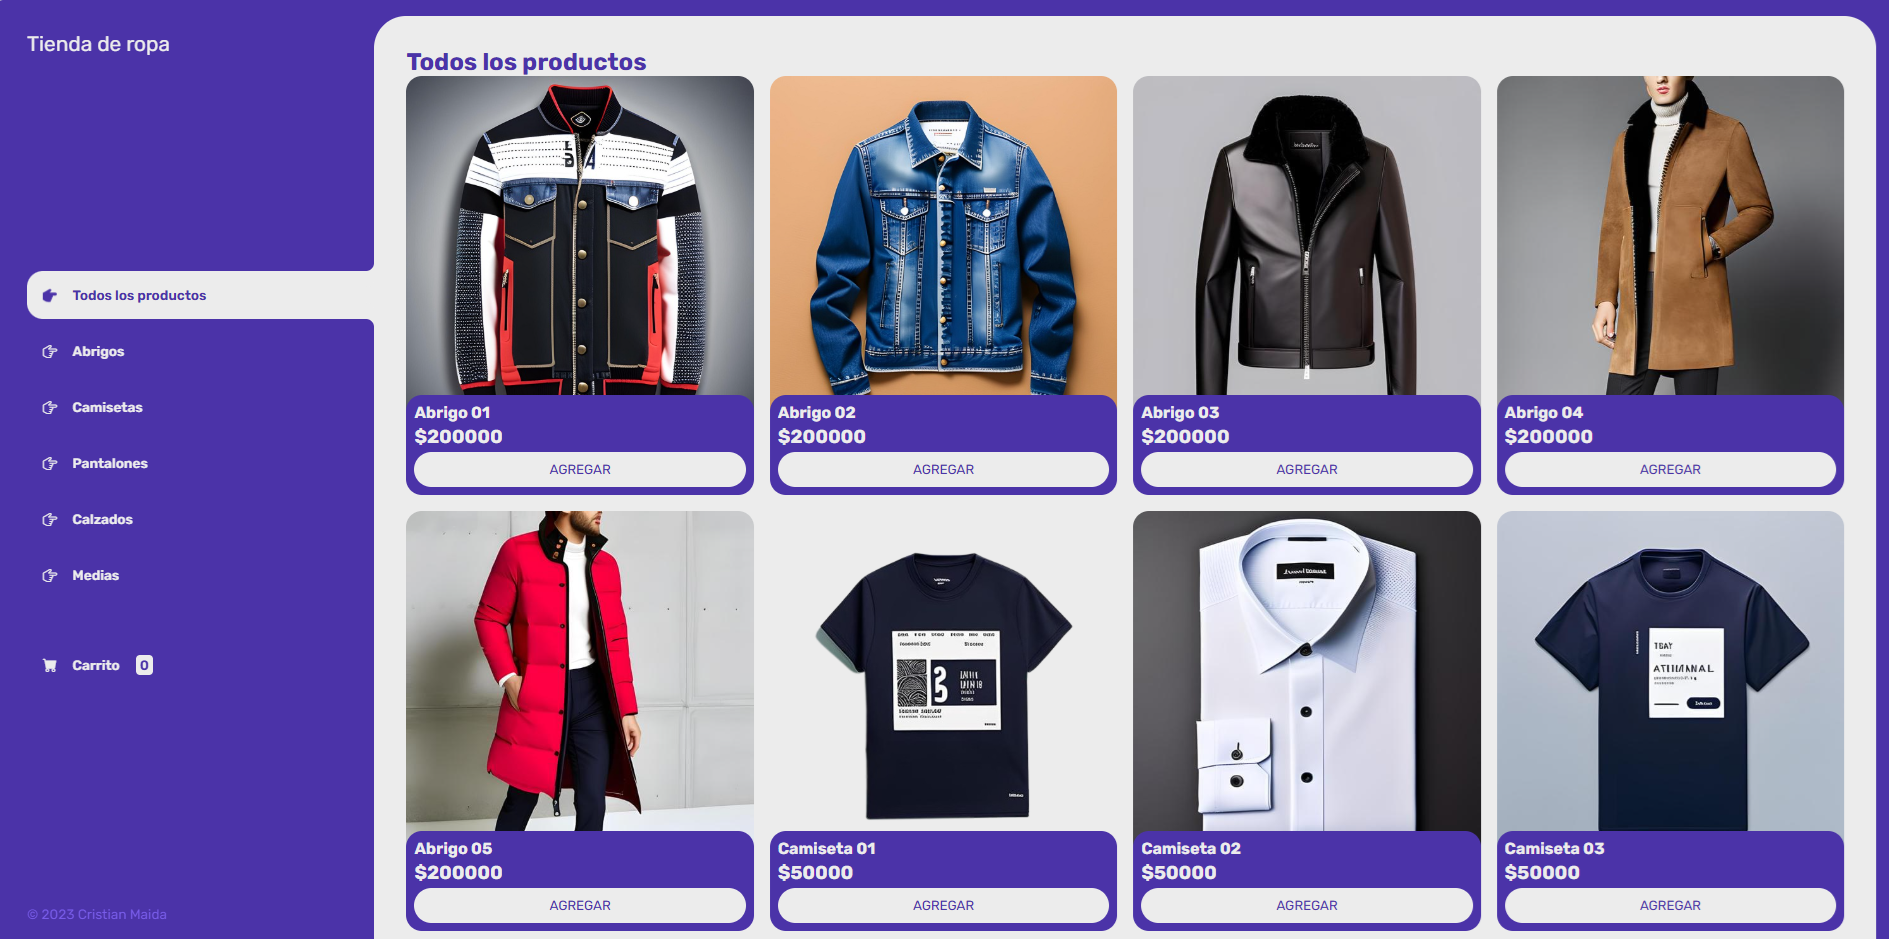 Tienda de ropa
Todos los productos
Abrigos
Camisetas
Pantalones
Calzados
Medias
Carrito 0
© 2023 Cristian Maida
Todos los productos
Abrigo 01
$200000
AGREGAR
Abrigo 02
$200000
AGREGAR
Abrigo 03
$200000
AGREGAR
Abrigo 04
$200000
AGREGAR
Abrigo 05
$200000
AGREGAR
Camiseta 01
$50000
AGREGAR
Camiseta 02
$50000
AGREGAR
Camiseta 03
$50000
AGREGAR